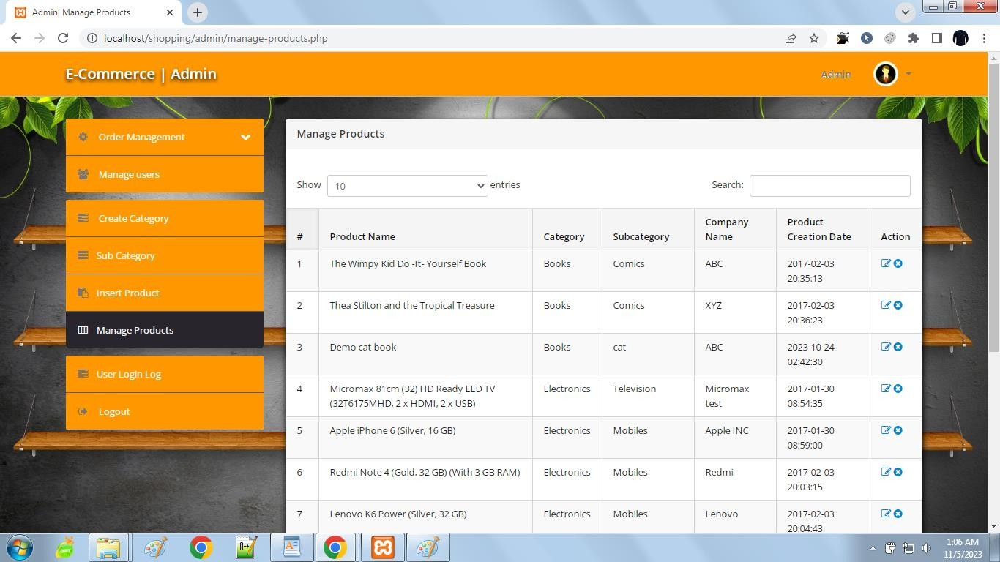 Admin| Manage Products
localhost/shopping/admin/manage-products.php
E-Commerce | Admin
Admin
Order Management
Manage users
Create Category
Sub Category
Insert Product
Manage Products
User Login Log
Logout
Manage Products
Show 10 entries Search:
# Product Name Category Subcategory Company Name Product Creation Date Action
1 The Wimpy Kid Do -It- Yourself Book Books Comics ABC 2017-02-03 20:35:13
2 Thea Stilton and the Tropical Treasure Books Comics XYZ 2017-02-03 20:36:23
3 Demo cat book Books cat ABC 2023-10-24 02:42:30
4 Micromax 81cm (32) HD Ready LED TV (32T6175MHD, 2 x HDMI, 2 x USB) Electronics Television Micromax test 2017-01-30 08:54:35
5 Apple iPhone 6 (Silver, 16 GB) Electronics Mobiles Apple INC 2017-01-30 08:59:00
6 Redmi Note 4 (Gold, 32 GB) (With 3 GB RAM) Electronics Mobiles Redmi 2017-02-03 20:03:15
7 Lenovo K6 Power (Silver, 32 GB) Electronics Mobiles Lenovo 2017-02-03 20:04:43
1:06 AM
11/5/2023